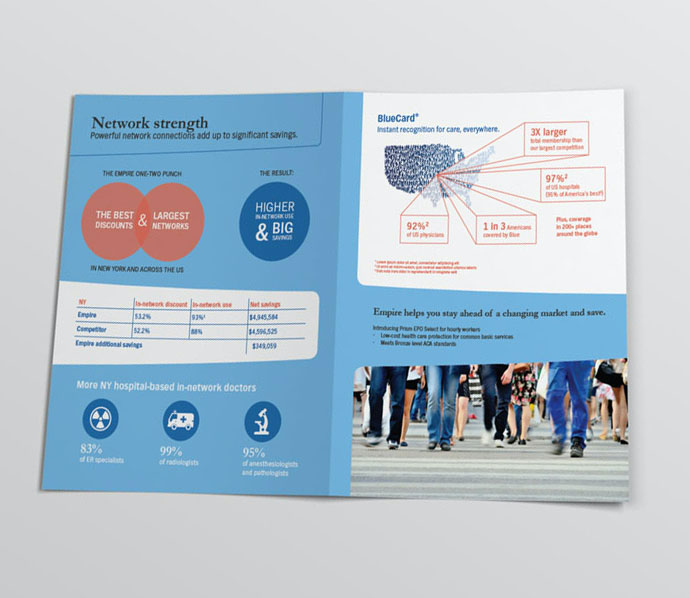 Network strength
Powerful network connections add up to significant savings.
THE EMPIRE ONE-TWO PUNCH
THE BEST DISCOUNTS & LARGEST NETWORKS
IN NEW YORK AND ACROSS THE US
THE RESULT:
HIGHER
IN-NETWORK USE
& BIG
SAVINGS
NY In-network discount In-network use Net savings
Empire 53.2% 93%¹ $4,945,584
Competitor 52.2% 88% $4,596,525
Empire additional savings $349,059
More NY hospital-based in-network doctors
83%
of ER specialists
99%
of radiologists
95%
of anesthesiologists
and pathologists
BlueCard®
Instant recognition for care, everywhere.
3X larger
total membership than
our largest competition
97%²
of US hospitals
(96% of America's best³)
92%²
of US physicians
1 in 3 Americans
covered by Blue
Plus, coverage
in 200+ places
around the globe
Empire helps you stay ahead of a changing market and save.
Introducing Prism EPO Select for hourly workers
· Low-cost health care protection for common basic services
· Meets Bronze level ACA standards